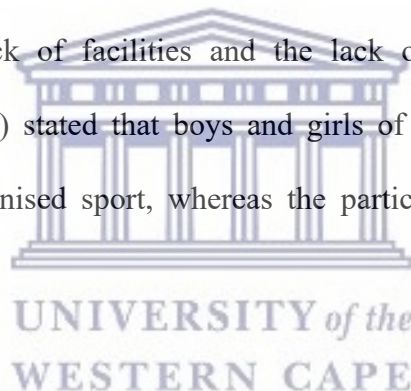 ck of facilities and the lack o
) stated that boys and girls of
nised sport, whereas the partic
UNIVERSITY of the
WESTERN CAPE